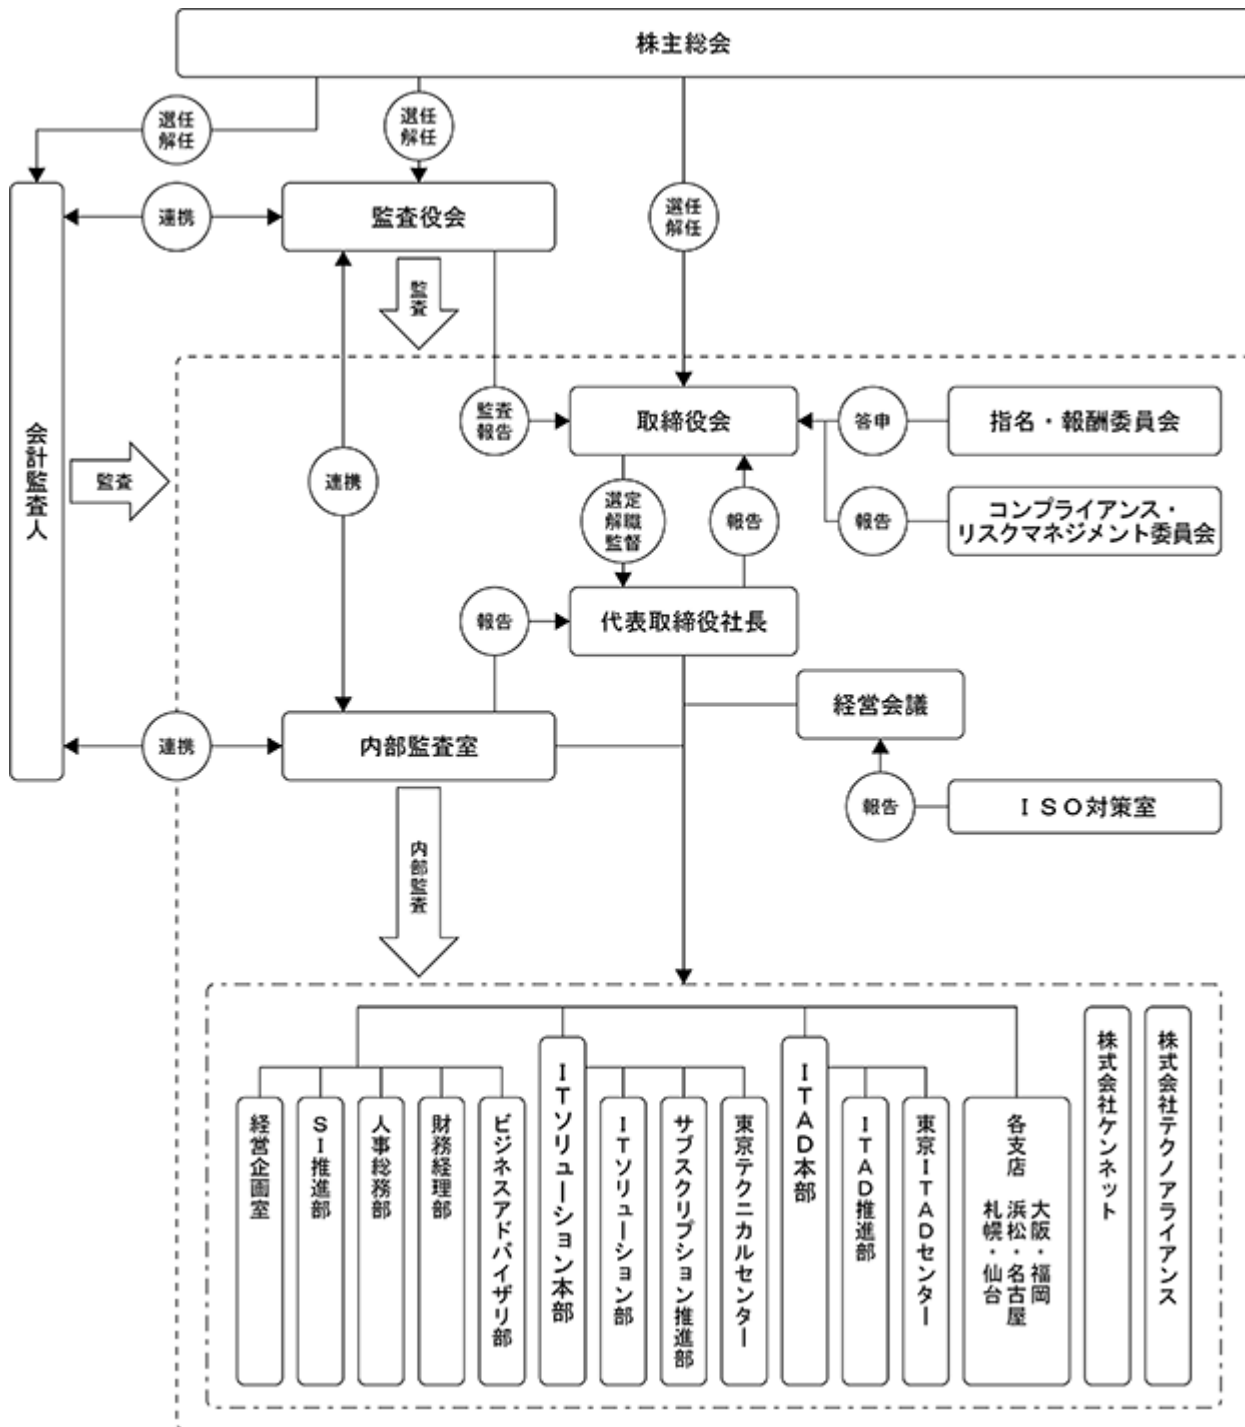 株主総会
選任
解任
選任
解任
選任
解任
連携
監査役会
監査
会計監査人
監査
監査
報告
取締役会
答申
指名・報酬委員会
連携
選定
解職
監督
報告
報告
コンプライアンス・
リスクマネジメント委員会
報告
代表取締役社長
経営会議
連携
内部監査室
報告
ＩＳＯ対策室
内部監査
経営企画室
ＳＩ推進部
人事総務部
財務経理部
ビジネスアドバイザリ部
ＩＴソリューション本部
ＩＴソリューション部
サブスクリプション推進部
東京テクニカルセンター
ＩＴＡＤ本部
ＩＴＡＤ推進部
東京ＩＴＡＤセンター
各支店
大阪・福岡
浜松・名古屋
札幌・仙台
株式会社ケンネット
株式会社テクノアライアンス